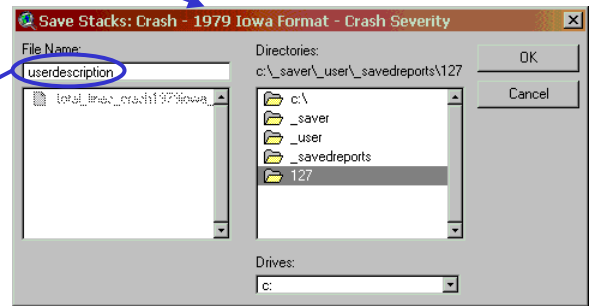 Save Stacks: Crash - 1979 Iowa Format - Crash Severity
File Name:
userdescription
Directories:
c:\_saver\_user\_savedreports\127
OK
Cancel
c:\
_saver
_user
_savedreports
127
Drives:
c: